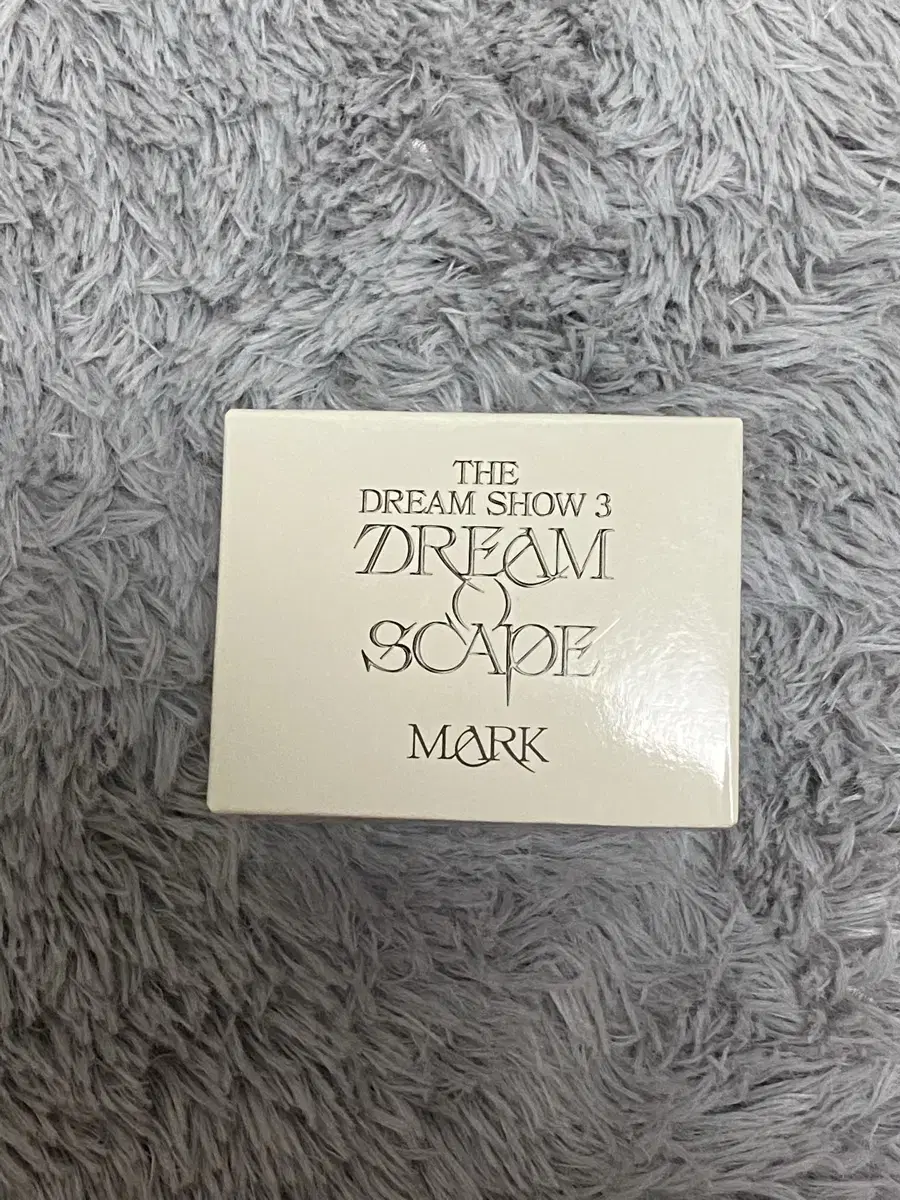 THE
DREAM SHOW 3
DREAM
SCAPE
MARK